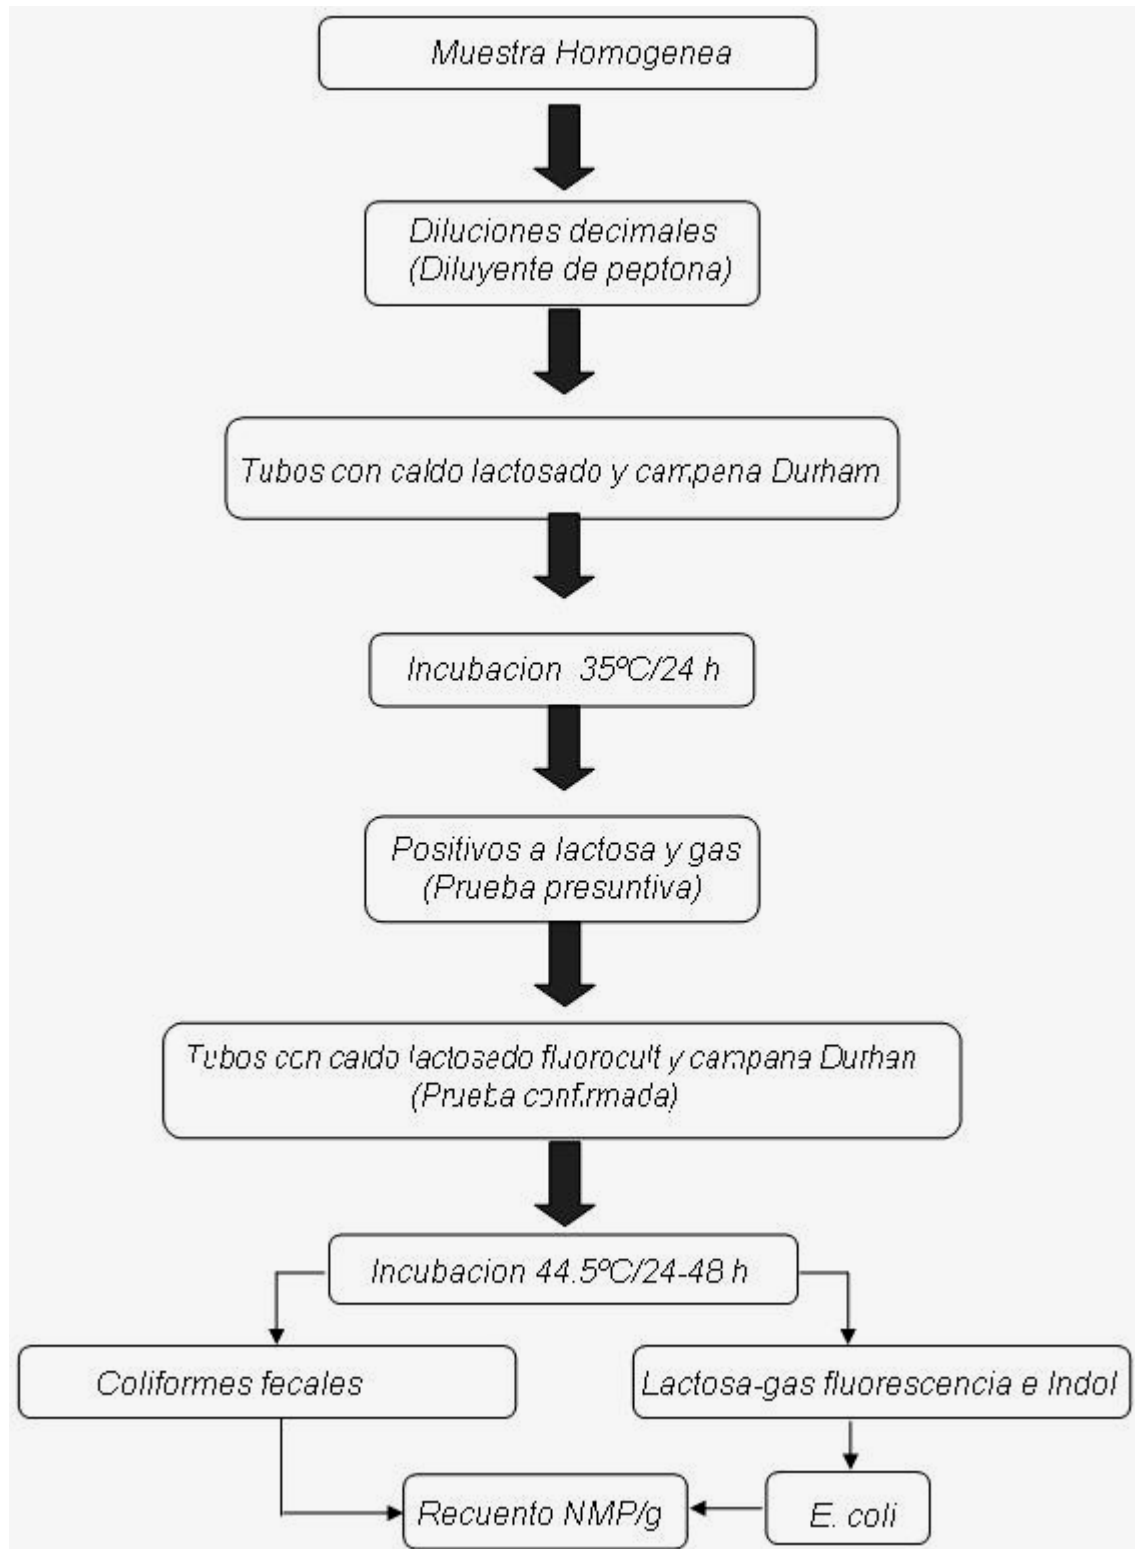 Muestra Homogenea
Diluciones decimales
(Diluyente de peptona)
Tubos con caldo lactosado y campena Durham
Incubacion 35ºC/24 h
Positivos a lactosa y gas
(Prueba presuntiva)
Tubos con caldo lactosado fluorocult y campana Durhan
(Prueba confirmada)
Incubacion 44.5ºC/24-48 h
Coliformes fecales
Lactosa-gas fluorescencia e Indol
Recuento NMP/g
E. coli